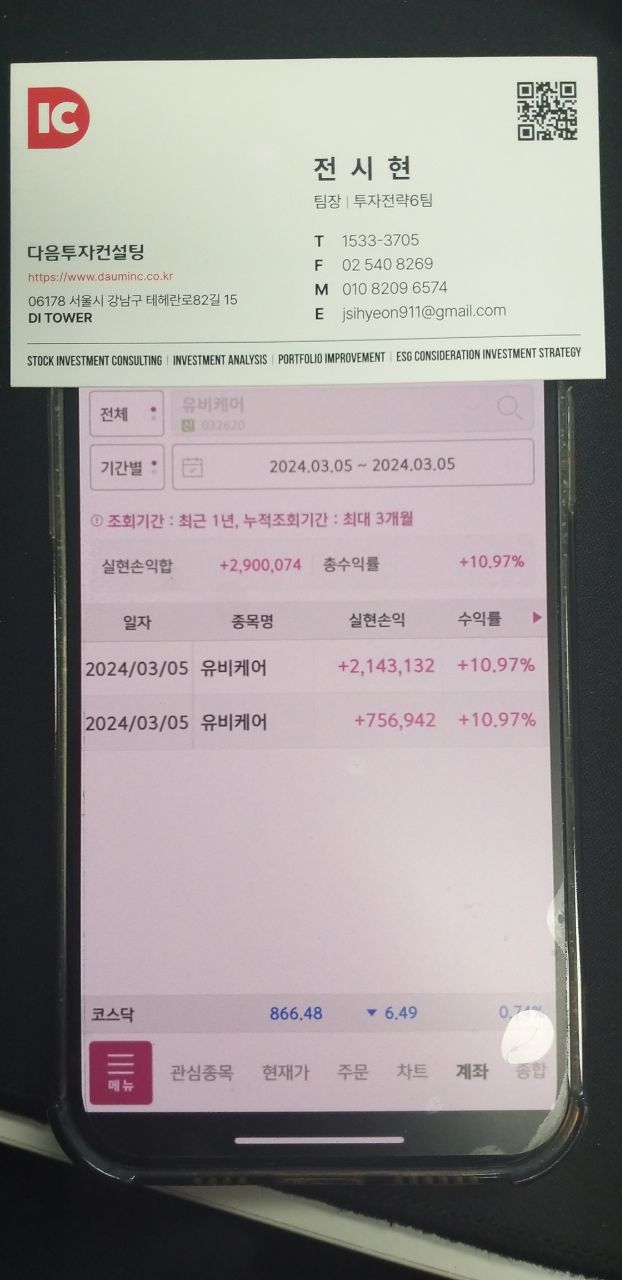 IC
전 시 현
팀장 | 투자전략6팀
다음투자컨설팅
https://www.dauminc.co.kr
06178 서울시 강남구 테헤란로82길 15
DI TOWER
T 1533-3705
F 02 540 8269
M 010 8209 6574
E jsihyeon911@gmail.com
STOCK INVESTMENT CONSULTING | INVESTMENT ANALYSIS | PORTFOLIO IMPROVEMENT | ESG CONSIDERATION INVESTMENT STRATEGY
전체 유비케어
신 032620
기간별 2024.03.05 ~ 2024.03.05
조회기간 : 최근 1년, 누적조회기간 : 최대 3개월
실현손익합 +2,900,074 총수익률 +10.97%
일자 종목명 실현손익 수익률
2024/03/05 유비케어 +2,143,132 +10.97%
2024/03/05 유비케어 +756,942 +10.97%
코스닥 866.48 ▼ 6.49 0.74%
메뉴 관심종목 현재가 주문 차트 계좌 종합